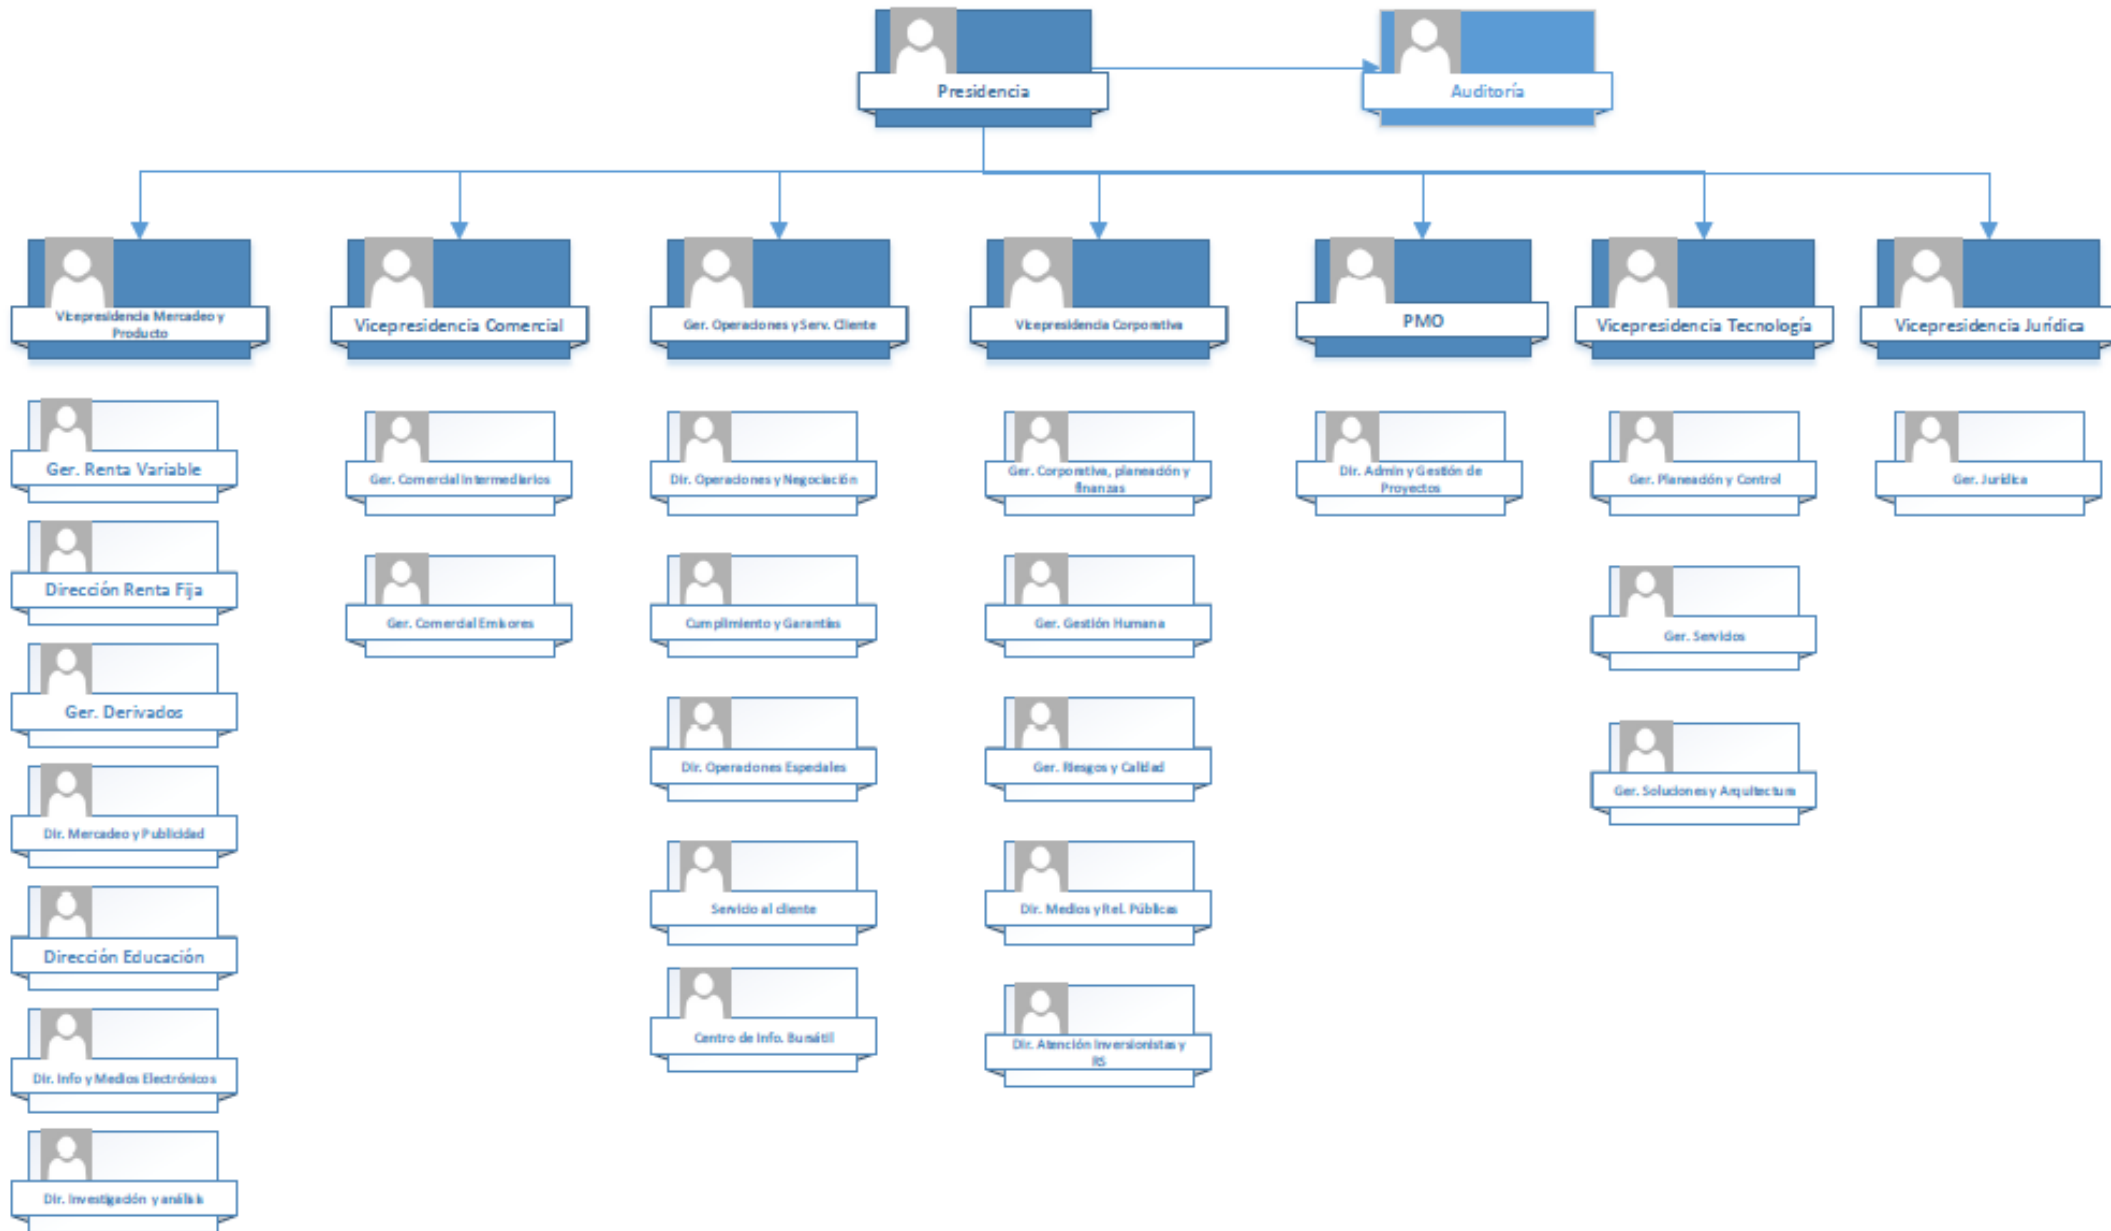 Presidencia
Auditoría
Vicepresidencia Mercadeo y
Producto
Vicepresidencia Comercial
Ger. Operaciones y Serv. Cliente
Vicepresidencia Corporativa
PMO
Vicepresidencia Tecnología
Vicepresidencia Jurídica
Ger. Renta Variable
Dirección Renta Fija
Ger. Derivados
Dir. Mercadeo y Publicidad
Dirección Educación
Dir. Info y Medios Electrónicos
Dir. Investigación y análisis
Ger. Comercial Intermediarios
Ger. Comercial Emisores
Dir. Operaciones y Negociación
Cumplimiento y Garantías
Dir. Operaciones Especiales
Servicio al cliente
Centro de Info. Bursátil
Ger. Corporativa, planeación y
finanzas
Ger. Gestión Humana
Ger. Riesgos y Calidad
Dir. Medios y Rel. Públicas
Dir. Atención Inversionistas y
RS
Dir. Admin y Gestión de
Proyectos
Ger. Planeación y Control
Ger. Servicios
Ger. Soluciones y Arquitectura
Ger. Jurídica